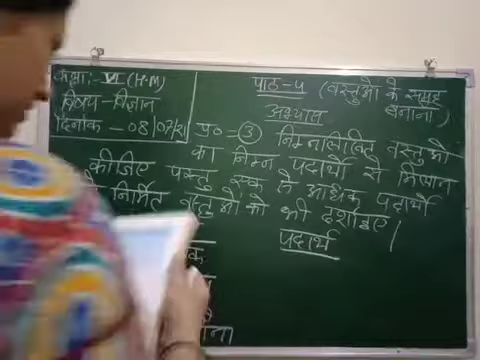 कक्षा:- VI (H.M)
विषय - विज्ञान
दिनांक - 08/07/21
पाठ-4 (वस्तुओ के समूह
बनाना)
अभ्यास
प्र० = ③ निम्नलिखित वस्तुओ
का निम्न पदार्थो से मिलान
कीजिए परन्तु एक से अधिक पदार्थो
निर्मित वस्तुओ को भी दर्शाइए।
पदार्थ